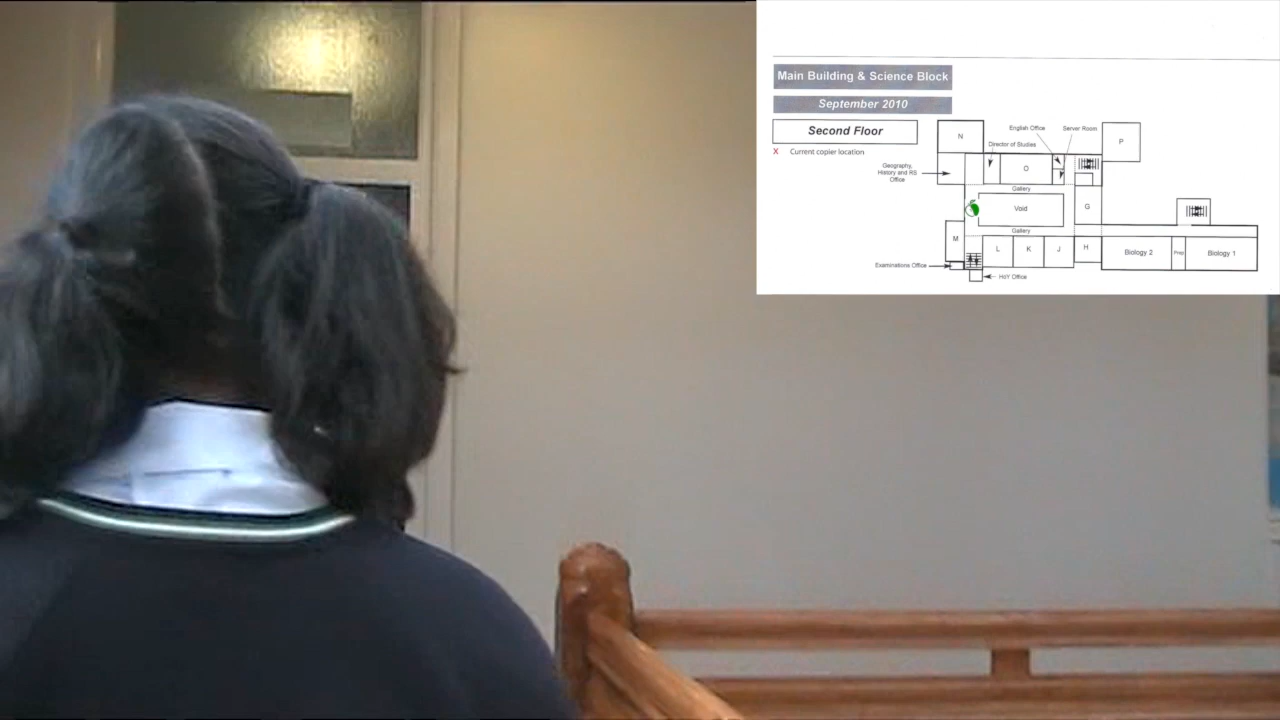 Main Building & Science Block
September 2010
Second Floor
X Current copier location
N
English Office
Server Room
P
Director of Studies
O
Geography,
History and RS
Office
Gallery
Void
G
Gallery
M
L
K
J
H
Biology 2
Prep
Biology 1
Examinations Office
HoY Office